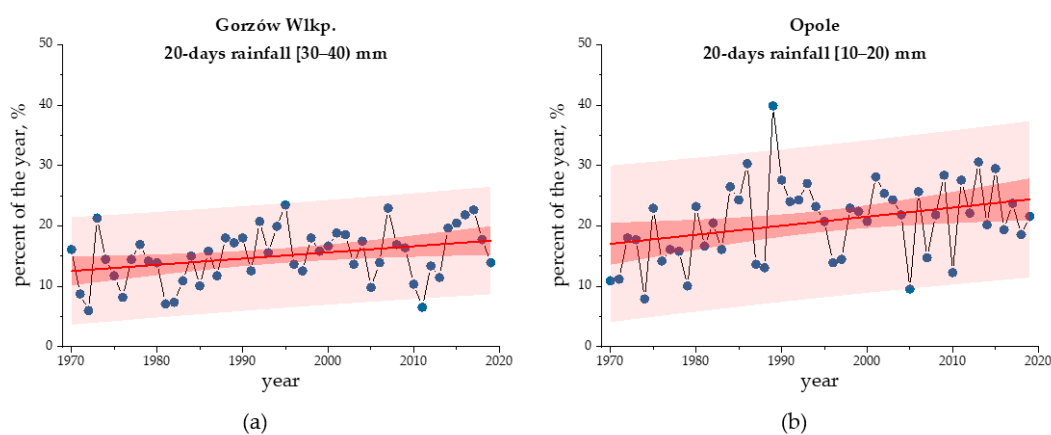 Gorzów Wlkp.
20-days rainfall [30–40) mm
percent of the year, %
50
40
30
20
10
0
1970 1980 1990 2000 2010 2020
year
(a)
Opole
20-days rainfall [10–20) mm
percent of the year, %
50
40
30
20
10
0
1970 1980 1990 2000 2010 2020
year
(b)